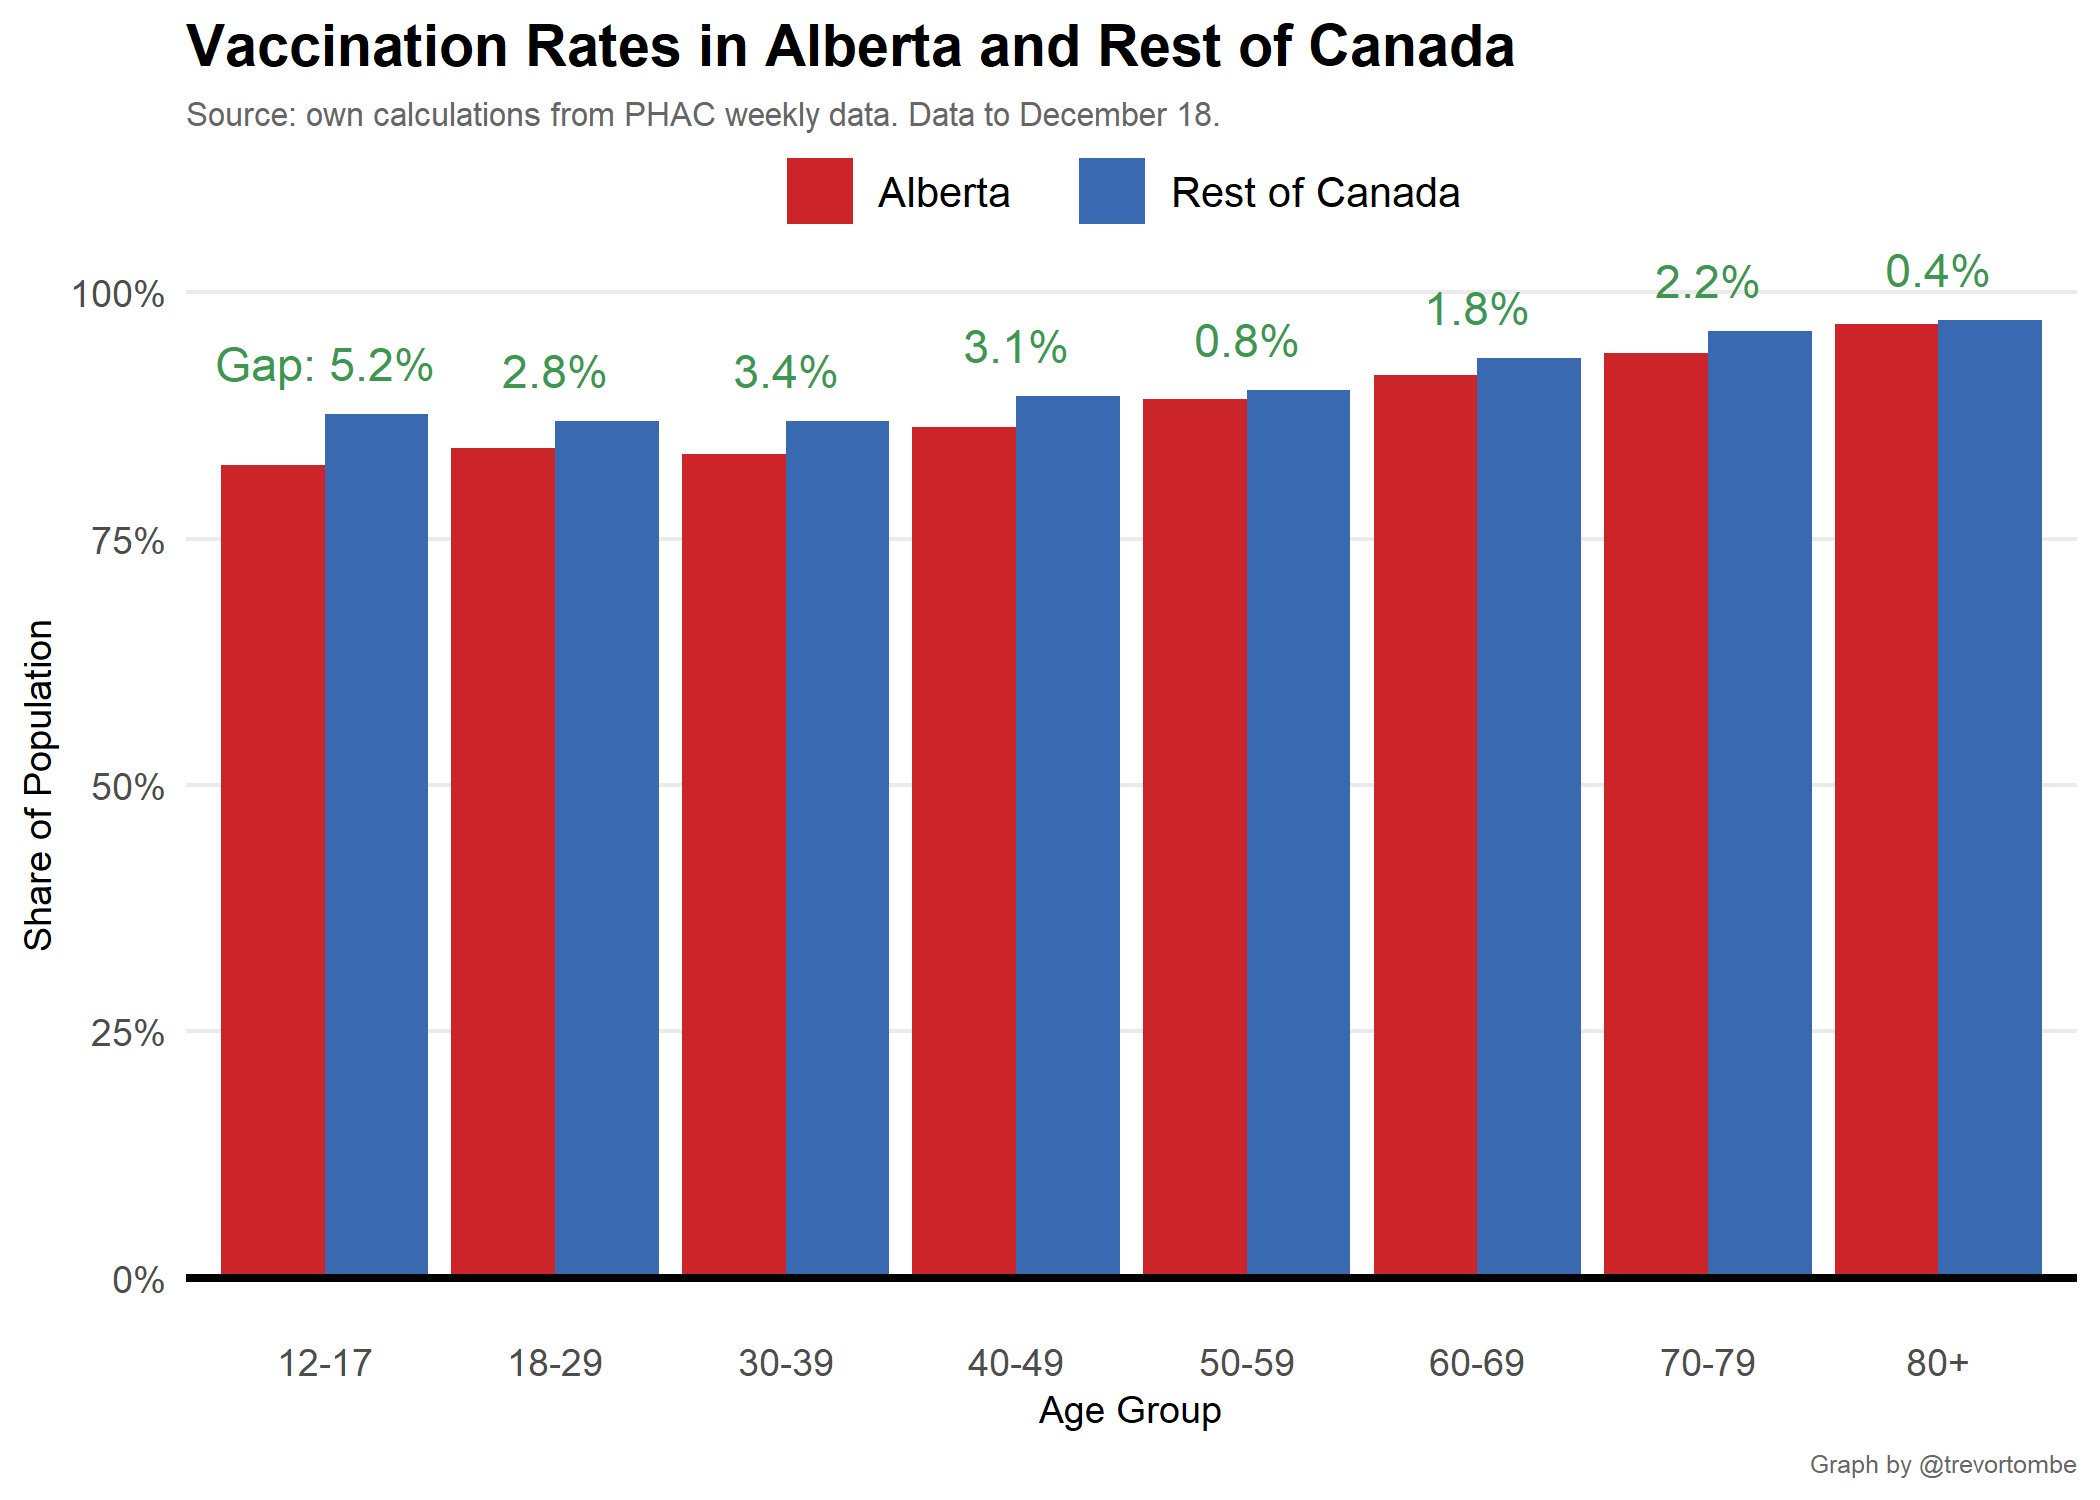 Vaccination Rates in Alberta and Rest of Canada
Source: own calculations from PHAC weekly data. Data to December 18.
Alberta
Rest of Canada
100%
75%
50%
25%
0%
Share of Population
Gap: 5.2%
2.8%
3.4%
3.1%
0.8%
1.8%
2.2%
0.4%
12-17
18-29
30-39
40-49
50-59
60-69
70-79
80+
Age Group
Graph by @trevortombe